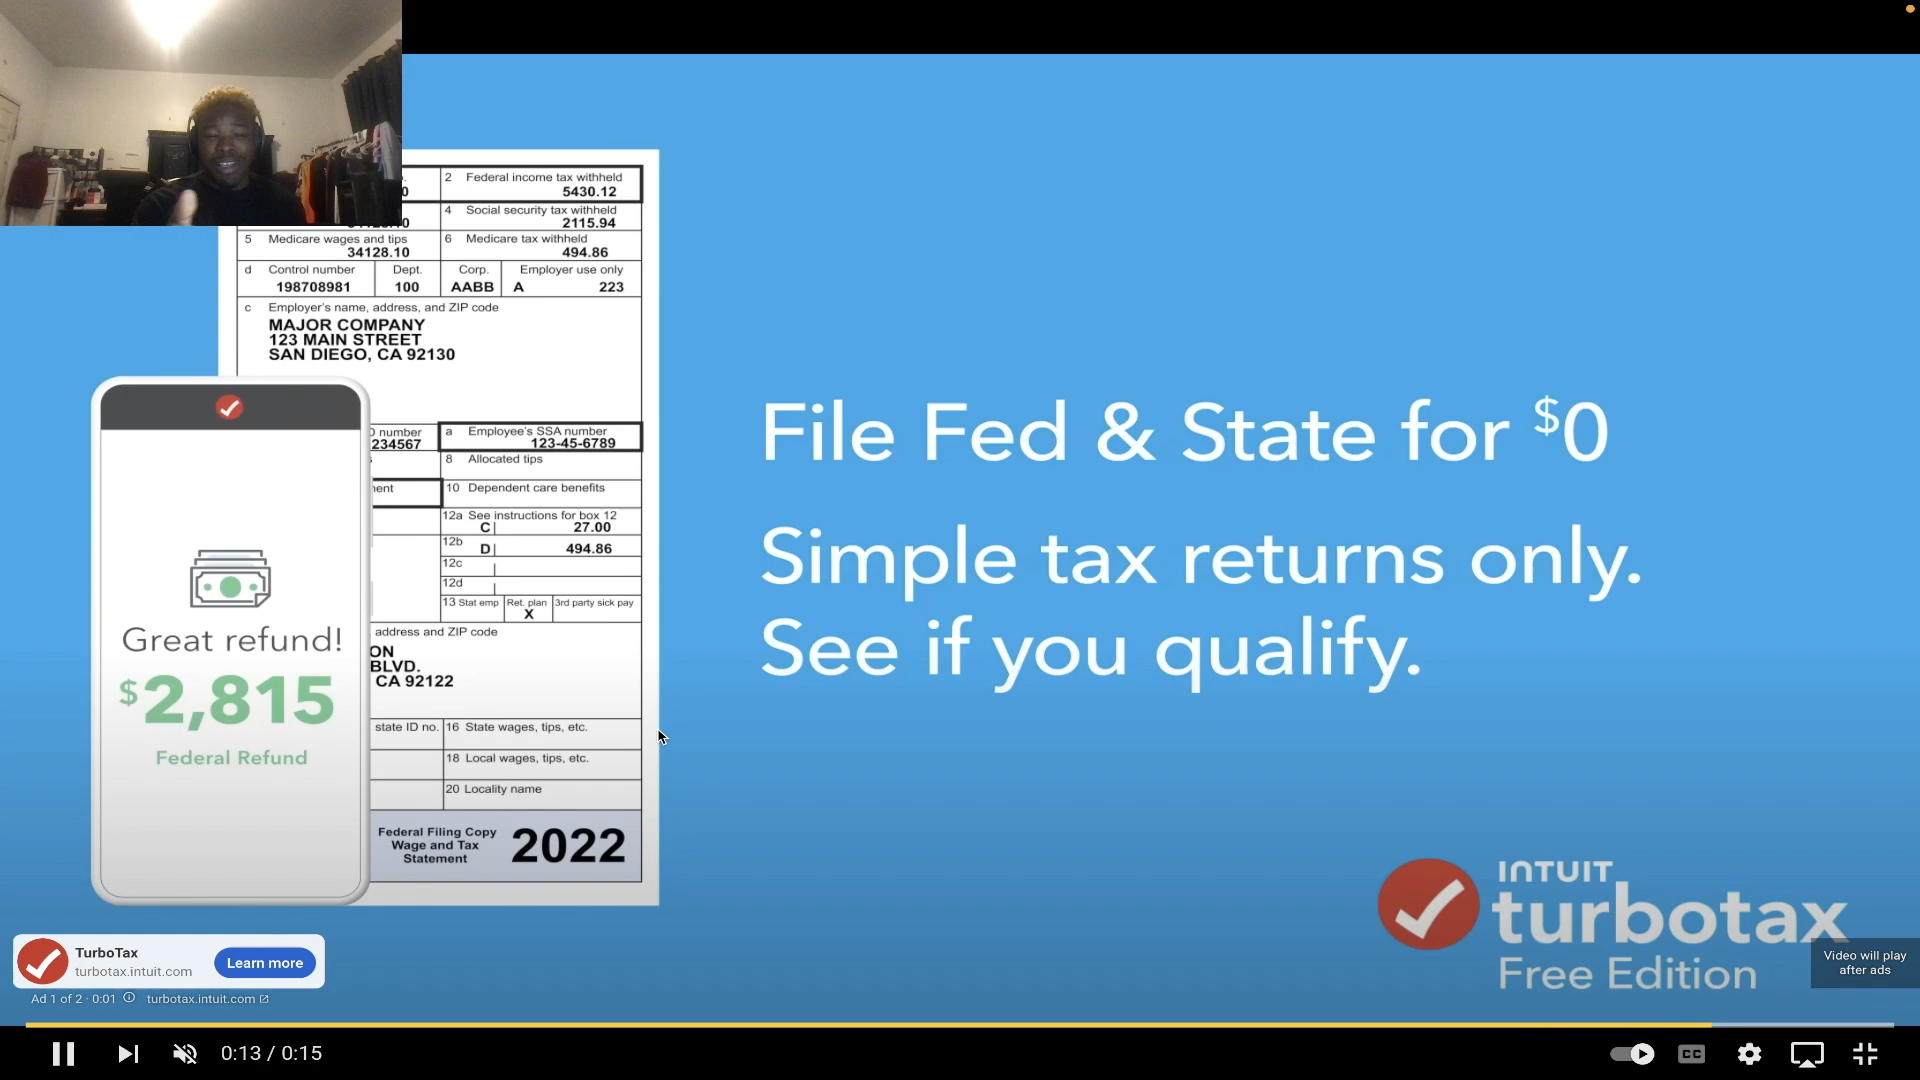 2 Federal income tax withheld
5430.12
4 Social security tax withheld
2115.94
5 Medicare wages and tips
34128.10
6 Medicare tax withheld
494.86
d Control number
198708981
Dept.
100
Corp.
AABB
Employer use only
A 223
c Employer's name, address, and ZIP code
MAJOR COMPANY
123 MAIN STREET
SAN DIEGO, CA 92130
number
234567
a Employee's SSA number
123-45-6789
8 Allocated tips
10 Dependent care benefits
12a See instructions for box 12
C 27.00
12b
D 494.86
12c
12d
13 Stat emp
Ret. plan
X
3rd party sick pay
address and ZIP code
ON
BLVD.
CA 92122
state ID no.
16 State wages, tips, etc.
18 Local wages, tips, etc.
20 Locality name
Federal Filing Copy
Wage and Tax
Statement
2022
Great refund!
$2,815
Federal Refund
File Fed & State for $0
Simple tax returns only.
See if you qualify.
INTUIT
turbotax
Free Edition
Video will play
after ads
TurboTax
turbotax.intuit.com
Learn more
Ad 1 of 2 · 0:01 turbotax.intuit.com
0:13 / 0:15
CC